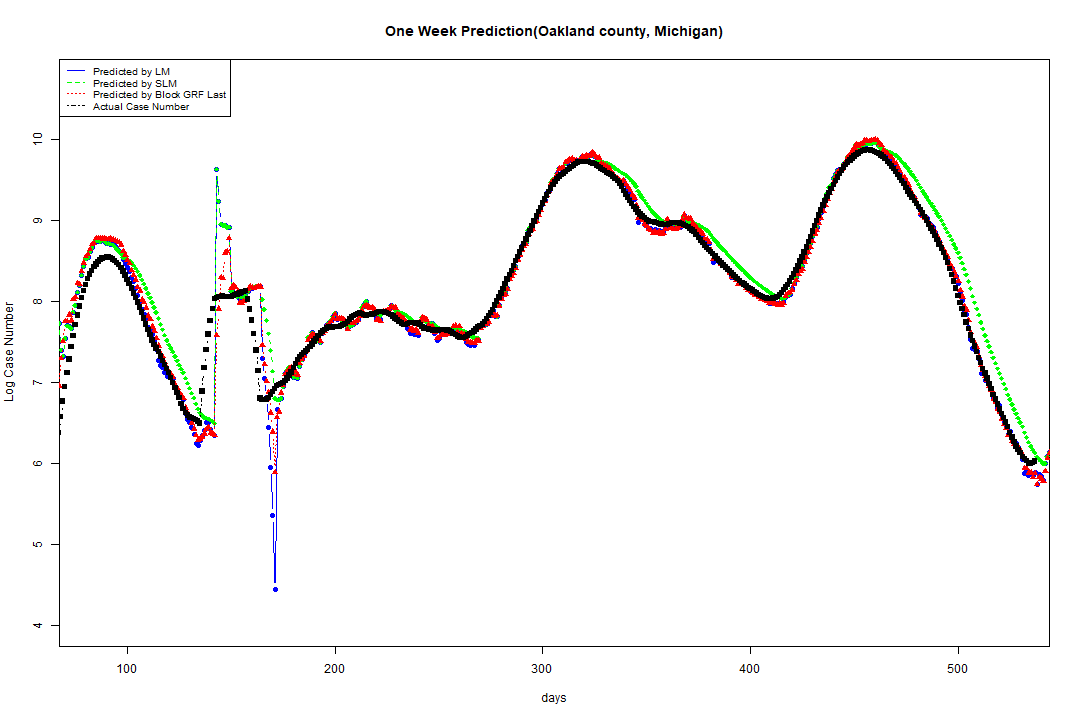 One Week Prediction(Oakland county, Michigan)
Predicted by LM
Predicted by SLM
Predicted by Block GRF Last
Actual Case Number
10
9
8
7
6
5
4
Log Case Number
100 200 300 400 500
days